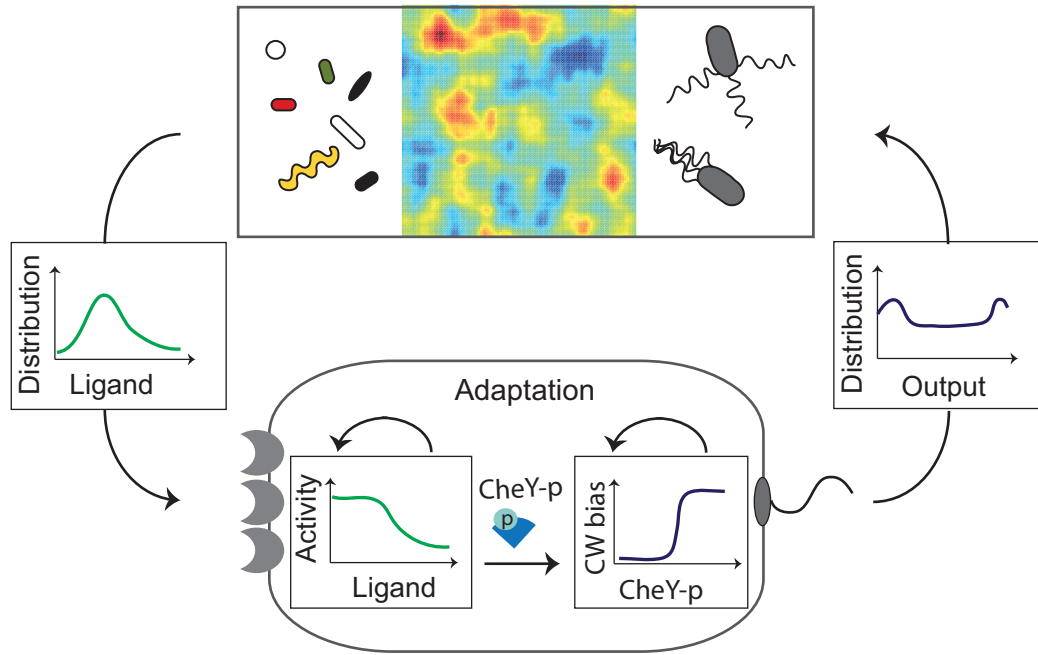 Distribution
Ligand
Distribution
Output
Adaptation
Activity
Ligand
CheY-p
p
CW bias
CheY-p